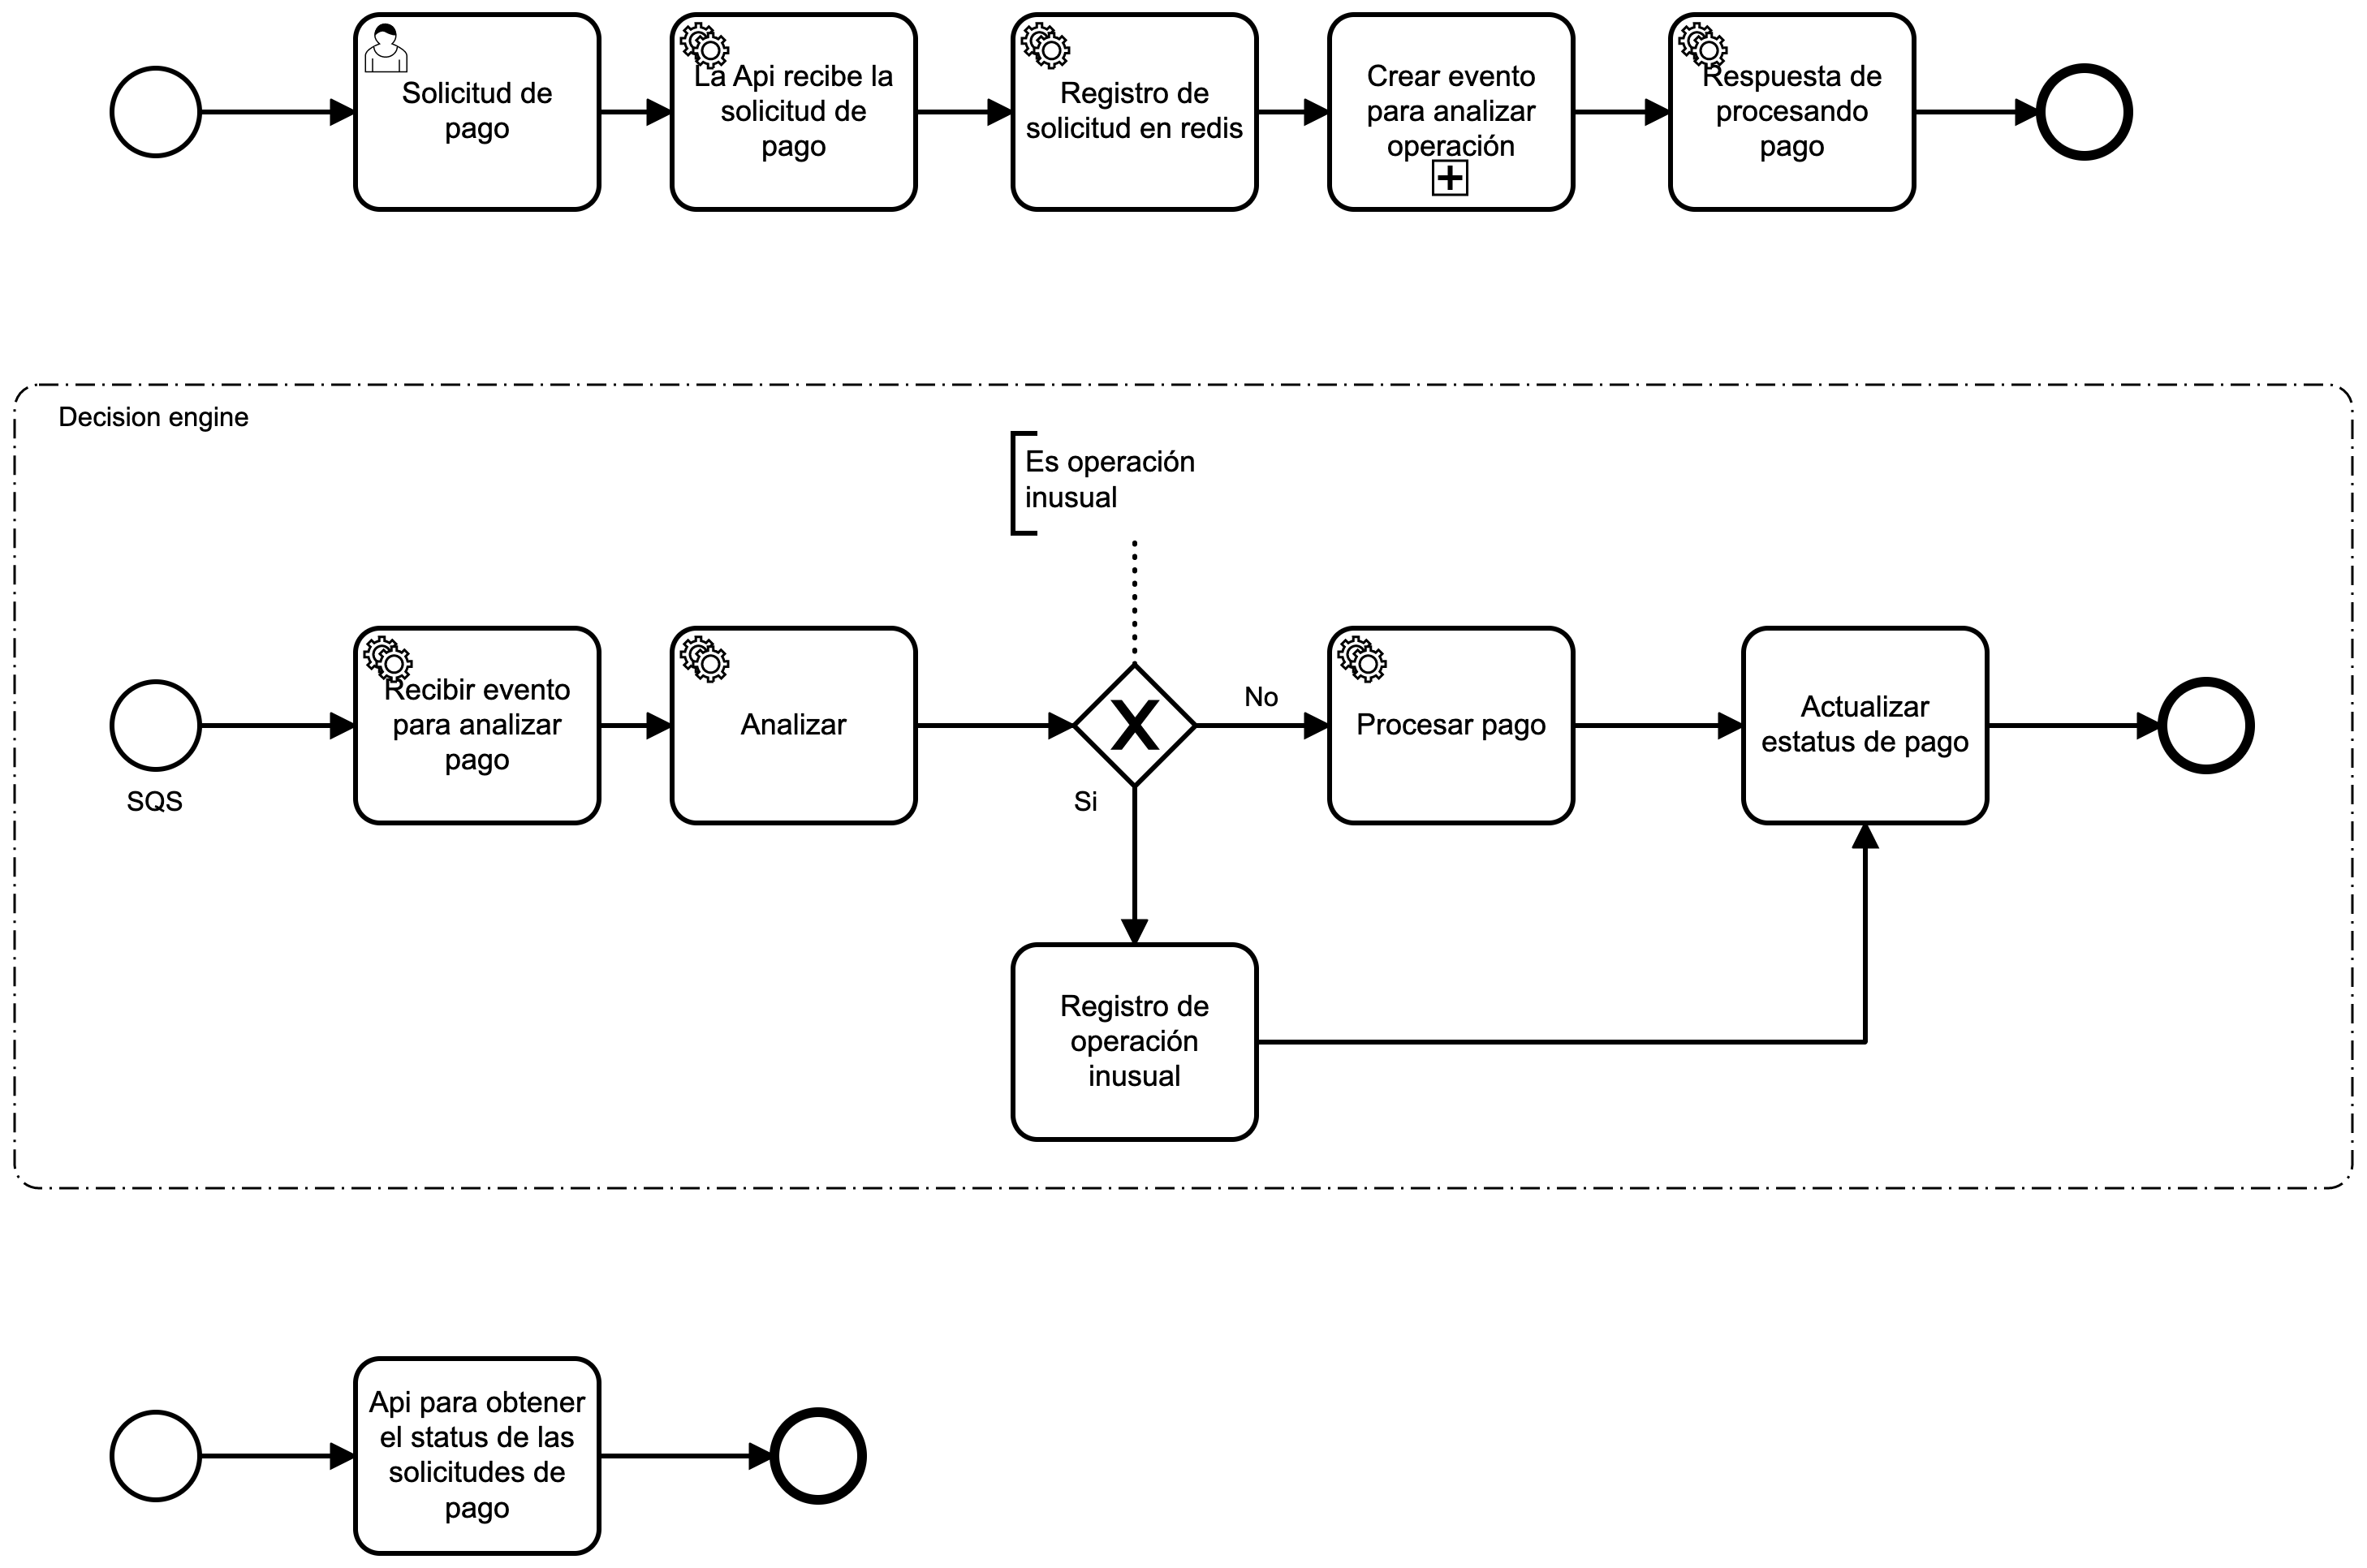 Solicitud de
pago
La Api recibe la
solicitud de
pago
Registro de
solicitud en redis
Crear evento
para analizar
operación
Respuesta de
procesando
pago
Decision engine
Es operación
inusual
SQS
Recibir evento
para analizar
pago
Analizar
No
Si
Procesar pago
Actualizar
estatus de pago
Registro de
operación
inusual
Api para obtener
el status de las
solicitudes de
pago